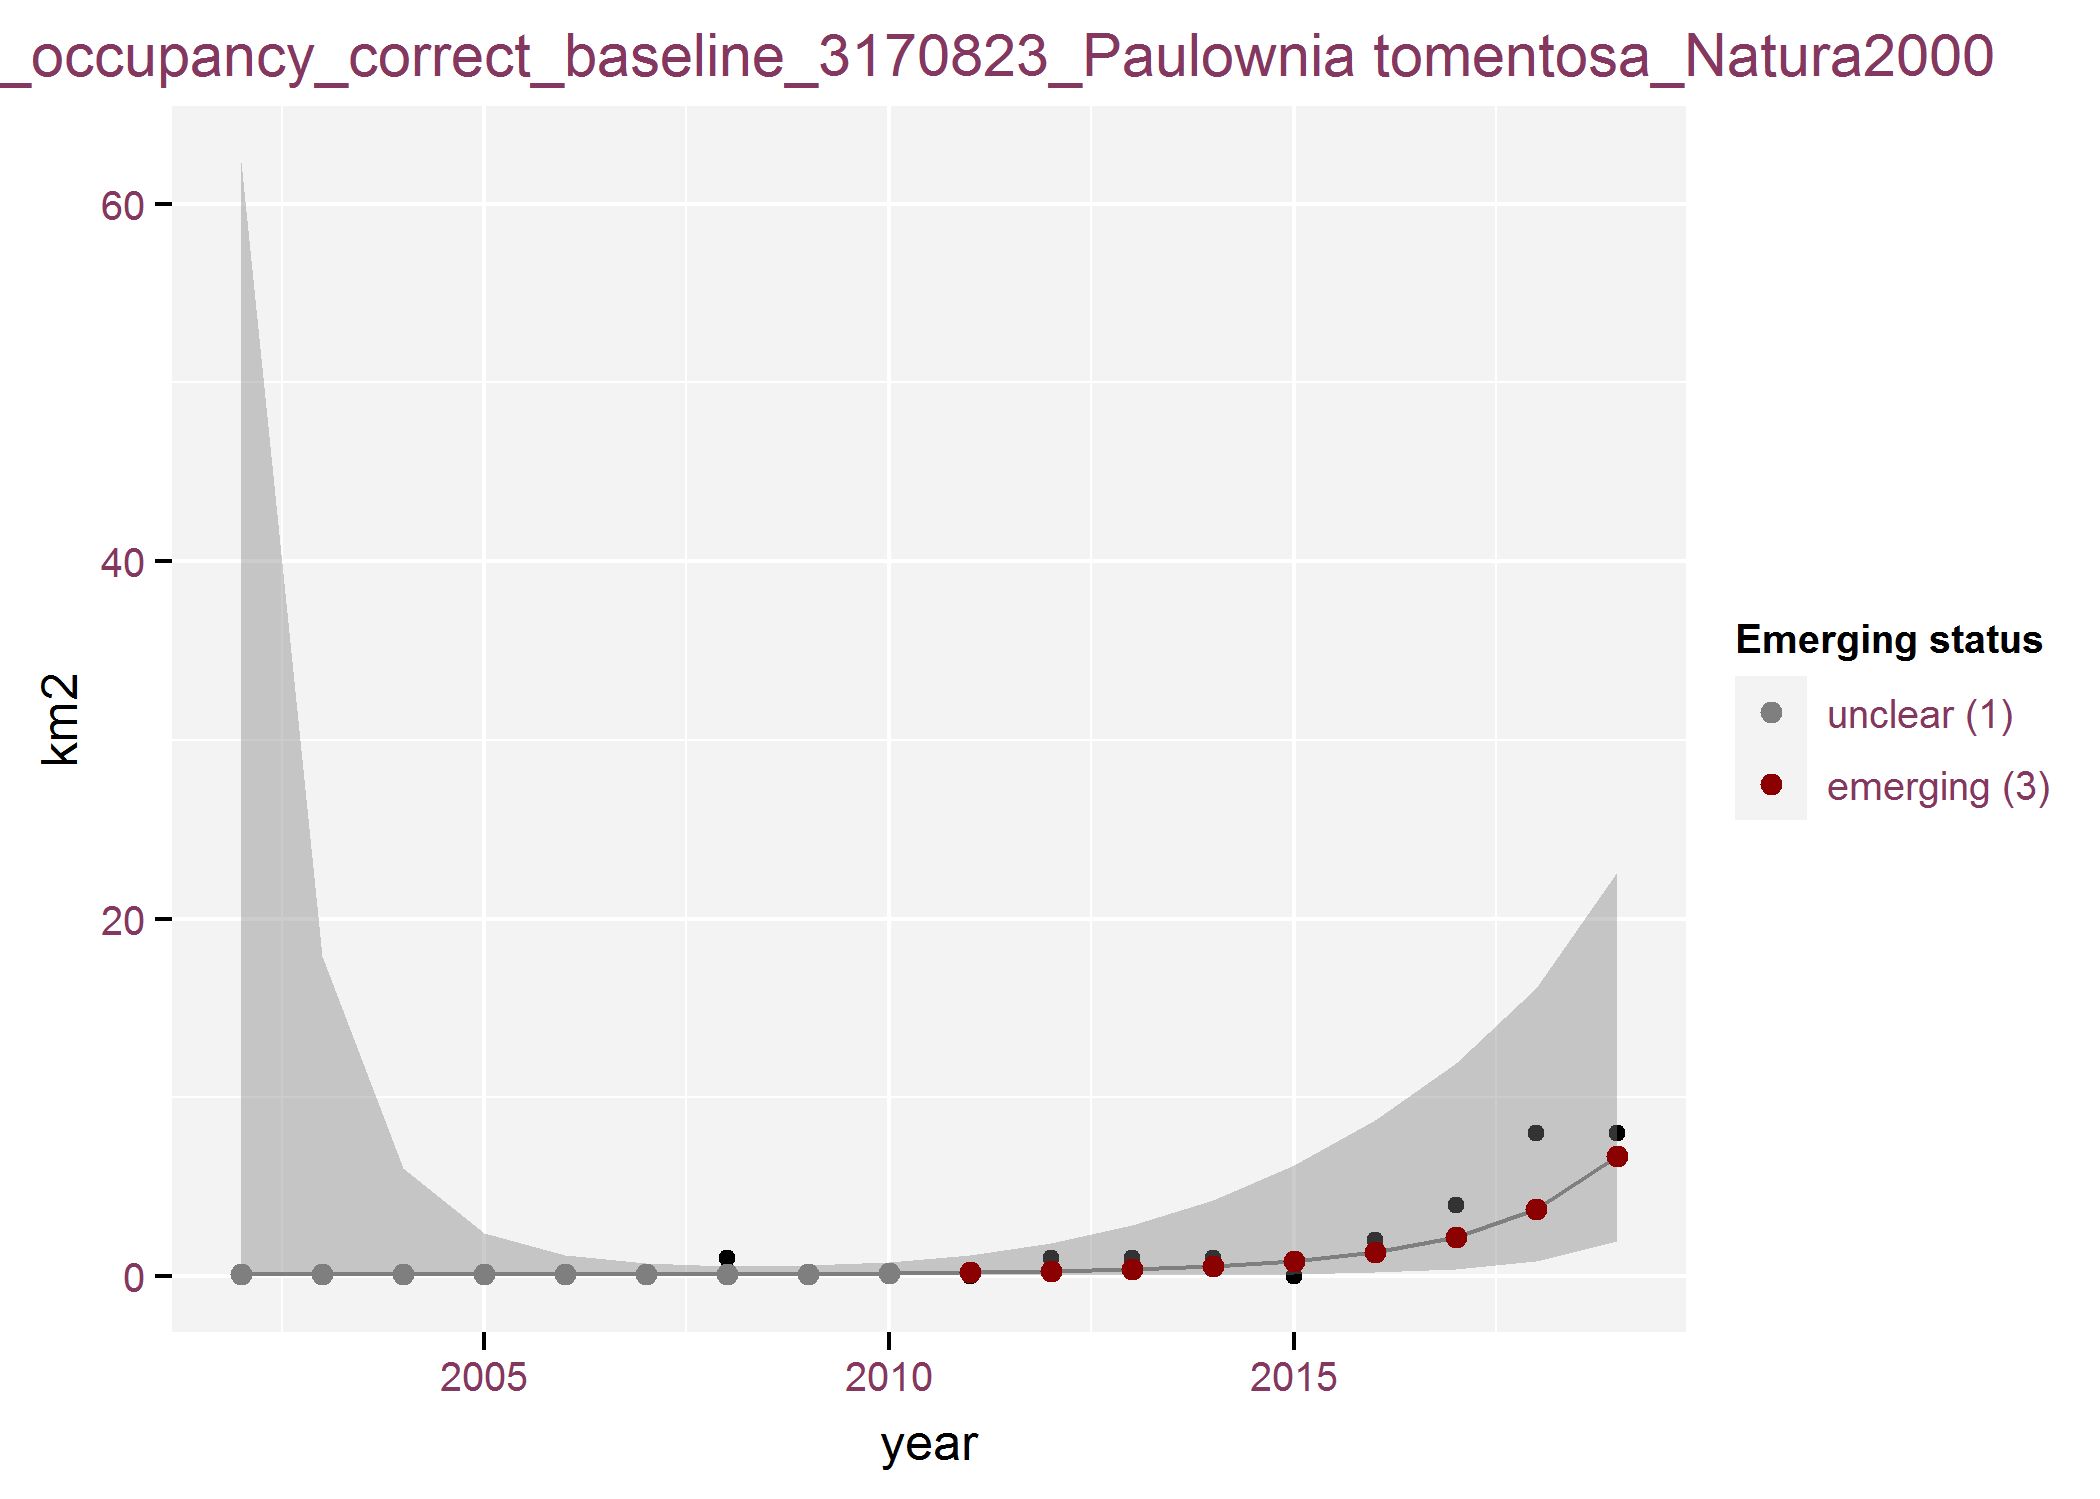 _occupancy_correct_baseline_3170823_Paulownia tomentosa_Natura2000
60
40
20
0
km2
2005
2010
2015
year
Emerging status
unclear (1)
emerging (3)